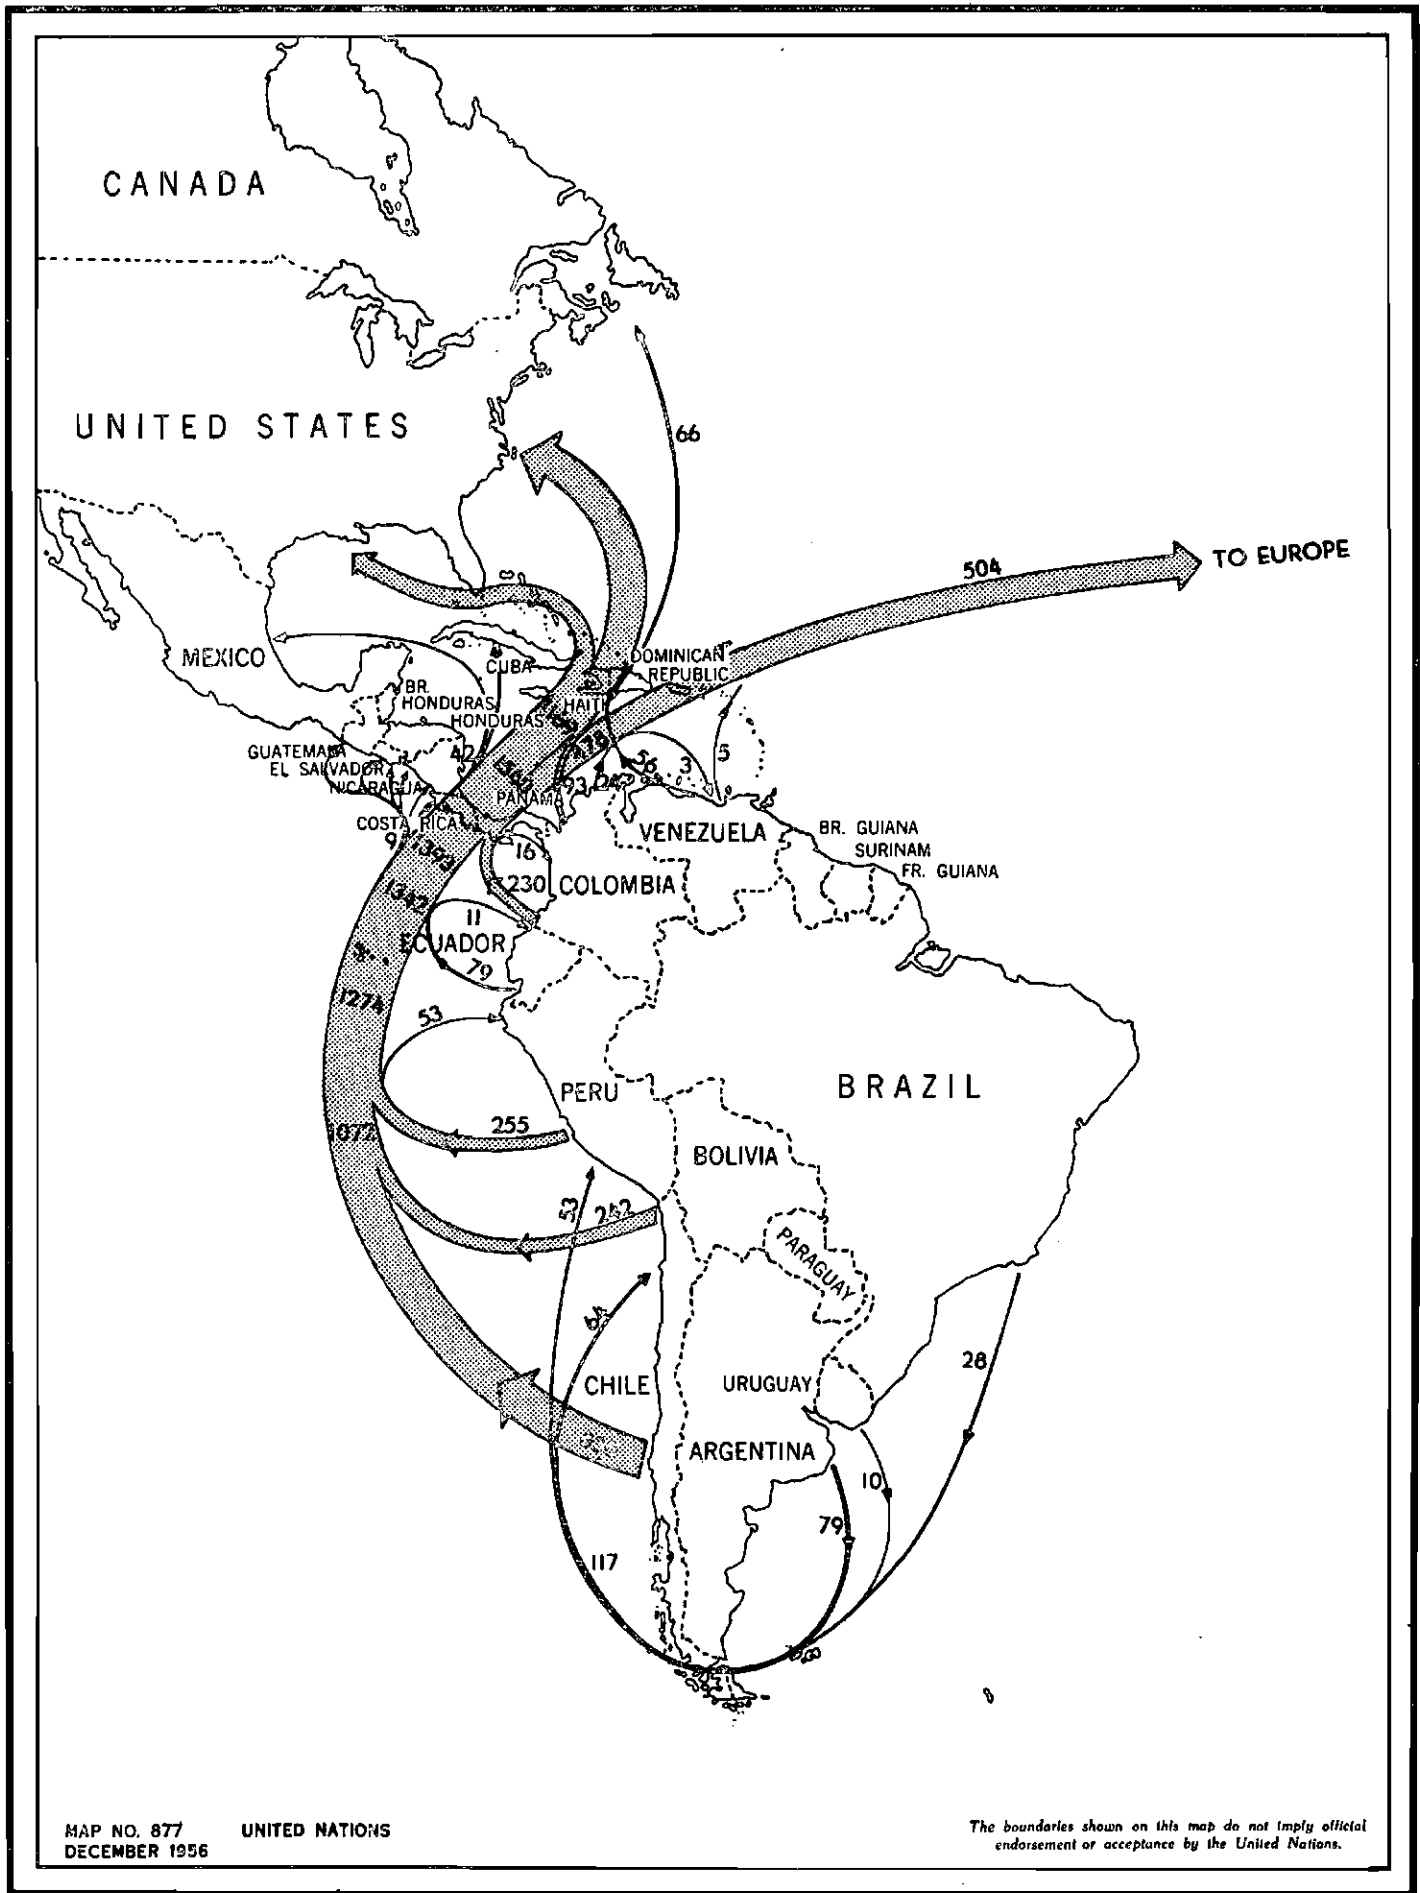 CANADA
UNITED STATES
66
504
TO EUROPE
MEXICO
CUBA
DOMINICAN
REPUBLIC
BR.
HONDURAS
HAITI
HONDURAS
GUATEMALA
EL SALVADOR
NICARAGUA
42
56
3
5
PANAMA
93
COSTA RICA
9
1393
VENEZUELA
BR. GUIANA
SURINAM
FR. GUIANA
16
230
COLOMBIA
1342
11
ECUADOR
79
1274
53
PERU
BRAZIL
1077
255
BOLIVIA
53
242
PARAGUAY
64
28
CHILE
URUGUAY
ARGENTINA
10
79
117
MAP NO. 877 UNITED NATIONS
DECEMBER 1956
The boundaries shown on this map do not imply official
endorsement or acceptance by the United Nations.